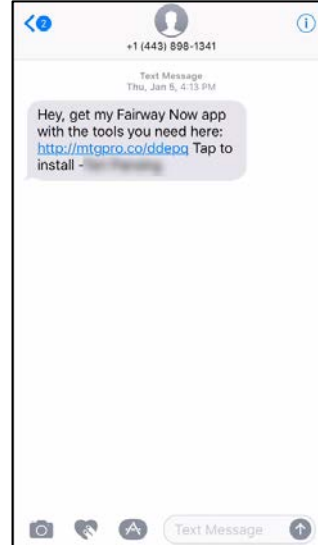 2
+1 (443) 898-1341
Text Message
Thu, Jan 5, 4:13 PM
Hey, get my Fairway Now app
with the tools you need here:
http://mtgpro.co/ddepq Tap to
install -
Text Message